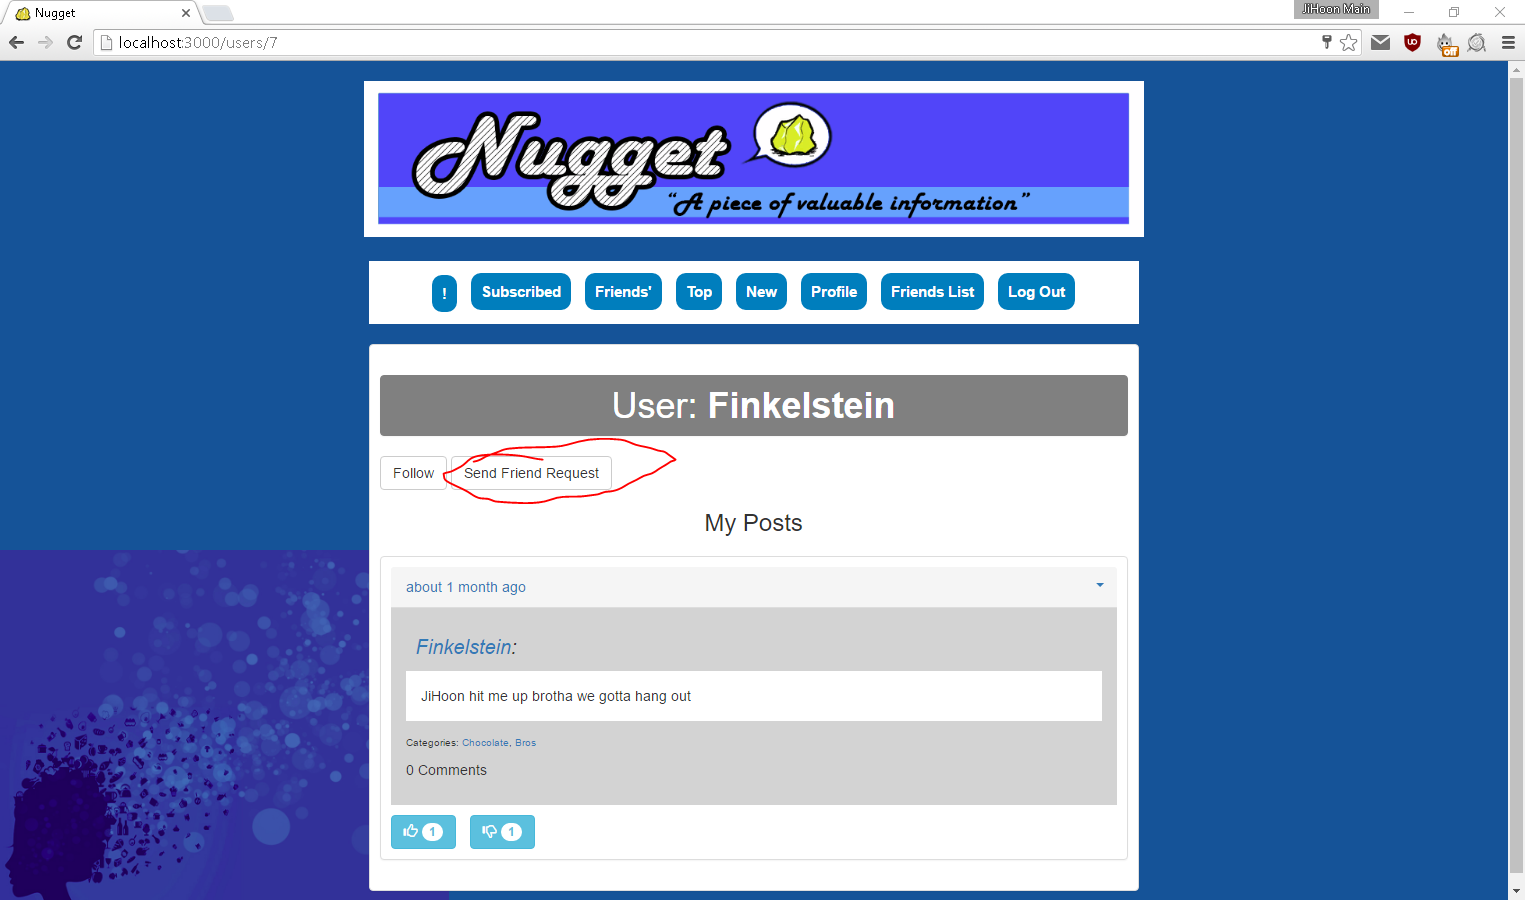 Nugget
JiHoon Main
localhost:3000/users/7
uo
off
Nugget
“A piece of valuable information”
! Subscribed Friends' Top New Profile Friends List Log Out
User: Finkelstein
Follow Send Friend Request
My Posts
about 1 month ago
Finkelstein:
JiHoon hit me up brotha we gotta hang out
Categories: Chocolate, Bros
0 Comments
1 1